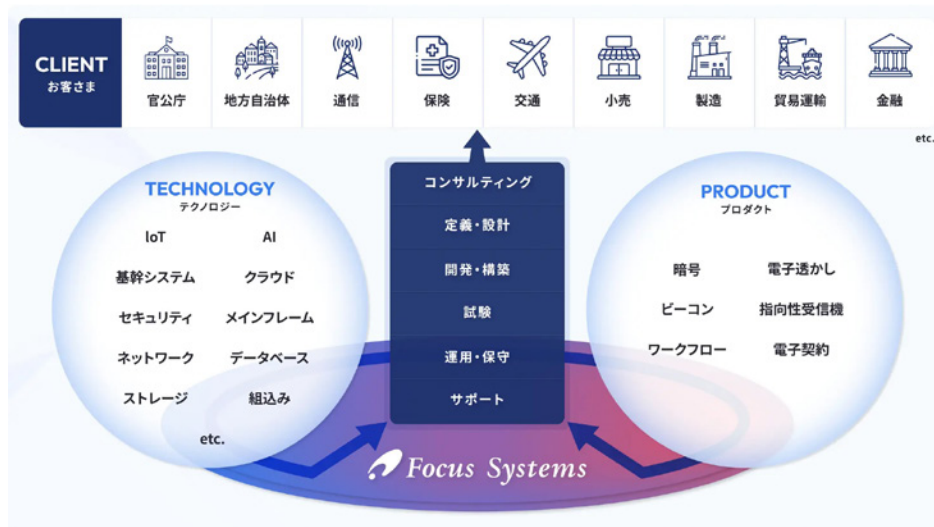 CLIENT
お客さま
官公庁
地方自治体
通信
保険
交通
小売
製造
貿易運輸
金融
etc.
TECHNOLOGY
テクノロジー
IoT AI
基幹システム クラウド
セキュリティ メインフレーム
ネットワーク データベース
ストレージ 組込み
etc.
コンサルティング
定義・設計
開発・構築
試験
運用・保守
サポート
PRODUCT
プロダクト
暗号 電子透かし
ビーコン 指向性受信機
ワークフロー 電子契約
Focus Systems